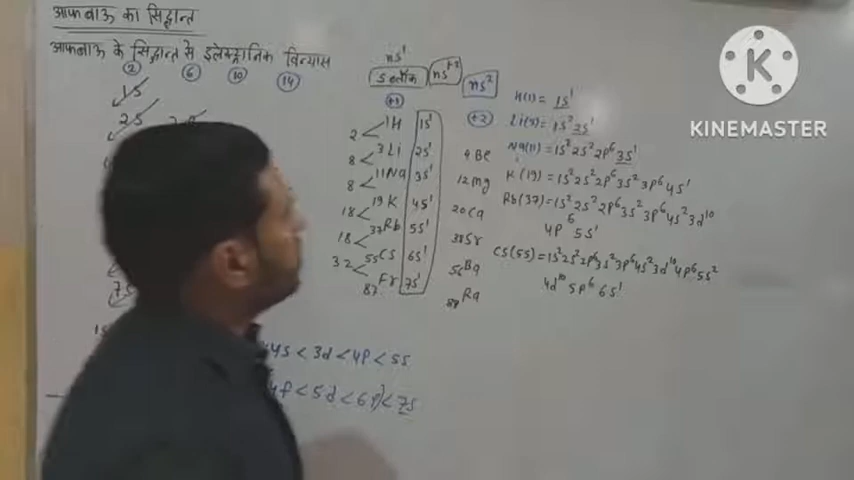 आफबाऊ का सिद्धान्त
आफबाऊ के सिद्धान्त से इलेक्ट्रानिक विन्यास
2 6 10 14
1S
2S
ns¹
S ब्लॉक ns¹⁻² ns²
+1 +2
2 < 1H 1S¹
8 < 3Li 2S¹
8 < 11Na 3S¹
18 < 19K 4S¹
18 < 37Rb 5S¹
32 < 55CS 6S¹
87 Fr 7S¹
4Be
12Mg
20Ca
38Sr
56Ba
88Ra
H(1) = 1S¹
Li(3) = 1S² 2S¹
Na(11) = 1S² 2S² 2P⁶ 3S¹
K(19) = 1S² 2S² 2P⁶ 3S² 3P⁶ 4S¹
Rb(37) = 1S² 2S² 2P⁶ 3S² 3P⁶ 4S² 3d¹⁰
4P⁶ 5S¹
CS(55) = 1S² 2S² 2P⁶ 3S² 3P⁶ 4S² 3d¹⁰ 4P⁶ 5S²
4d¹⁰ 5P⁶ 6S¹
4S < 3d < 4P < 5S
4f < 5d < 6P < 7S
K
KINEMASTER